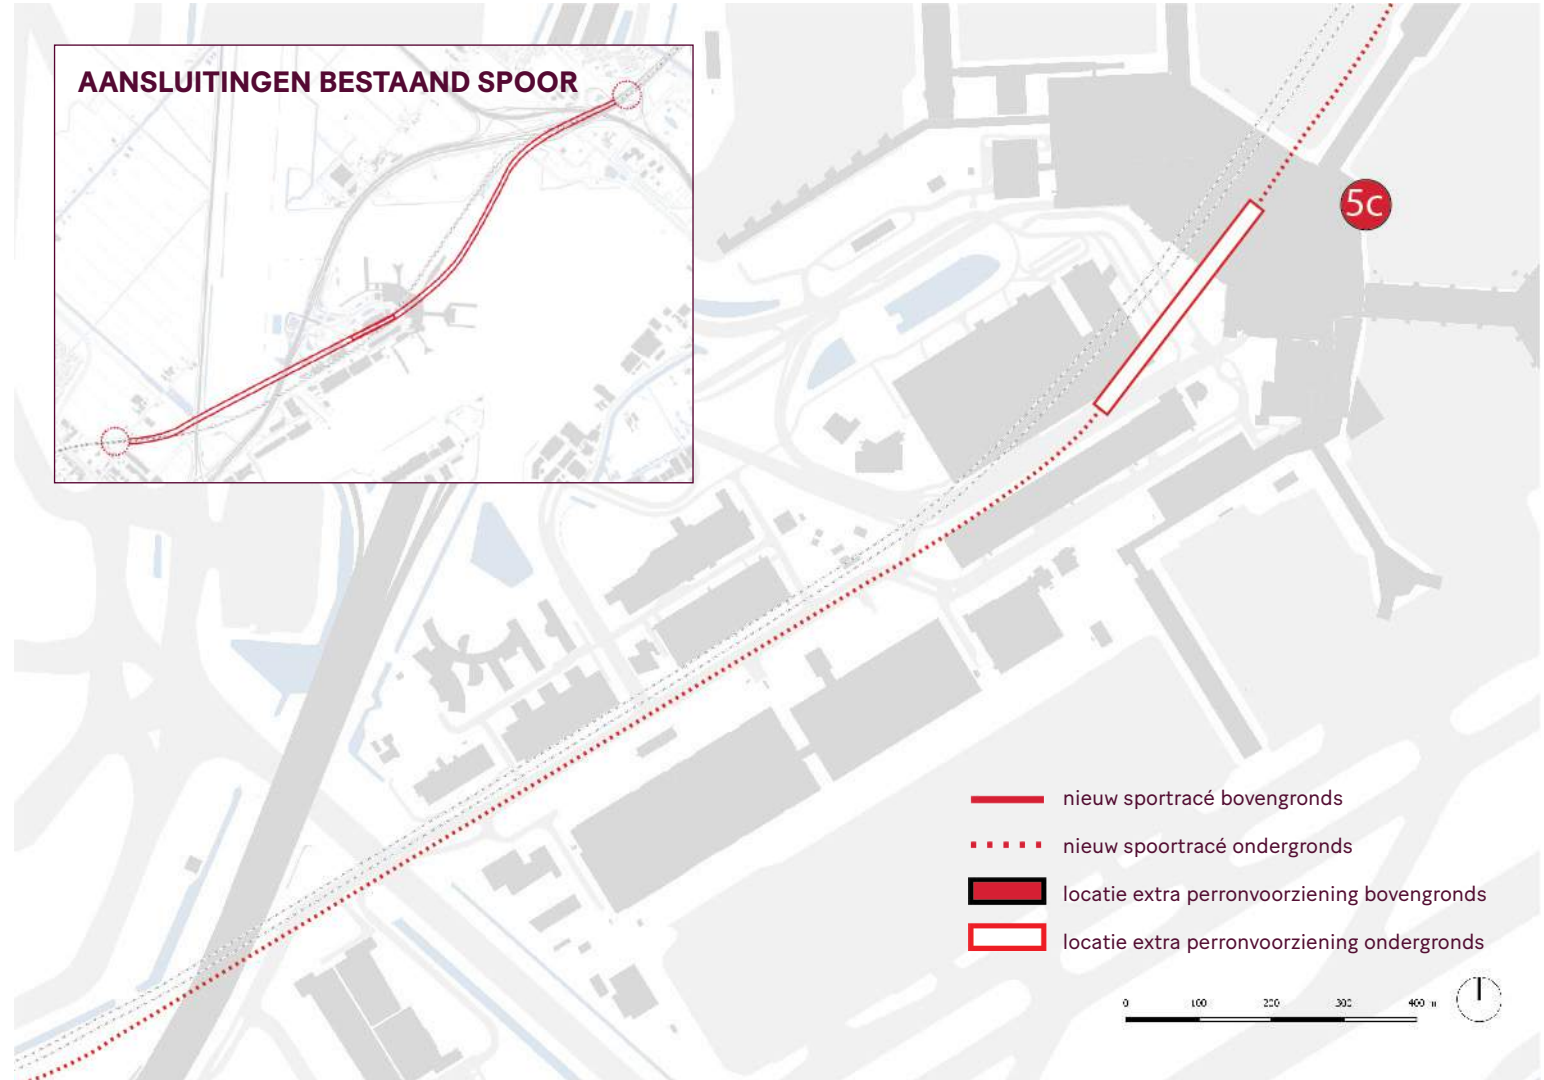 AANSLUITINGEN BESTAAND SPOOR
5c
nieuw sportracé bovengronds
nieuw spoortracé ondergronds
locatie extra perronvoorziening bovengronds
locatie extra perronvoorziening ondergronds
0 100 200 300 400 m